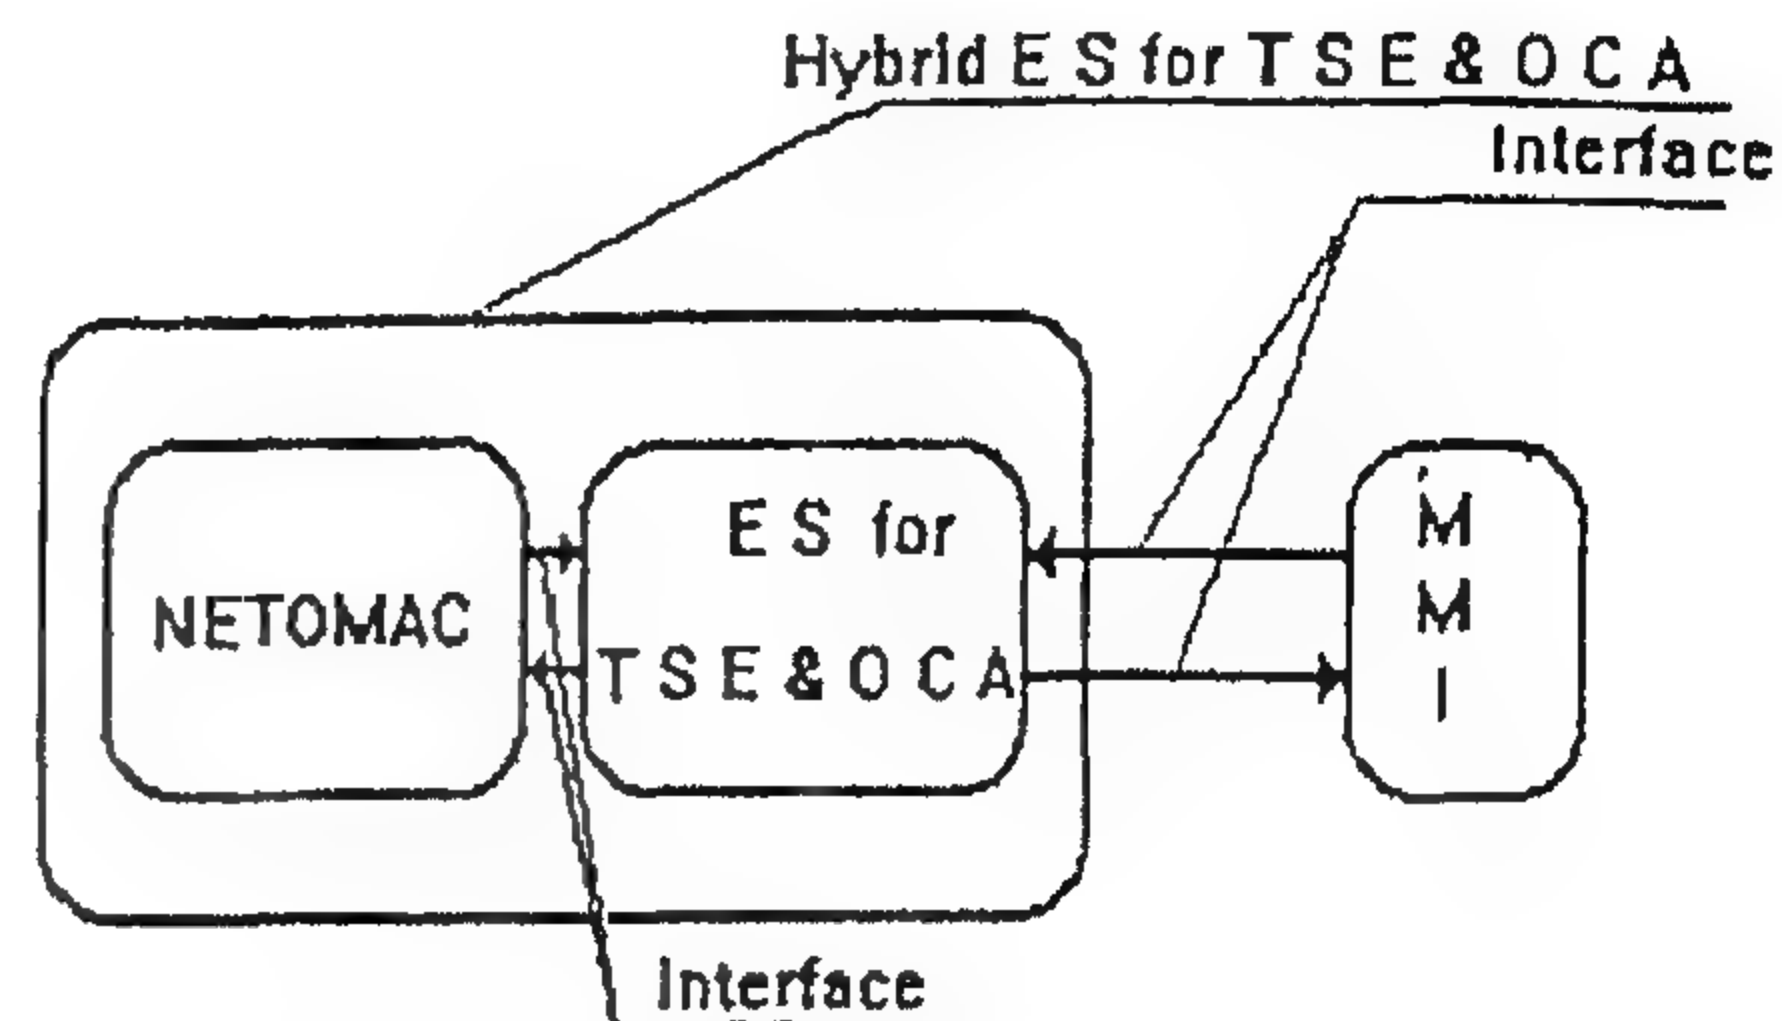 Hybrid E S for T S E & O C A
Interface
NETOMAC
E S for
T S E & O C A
M
M
I
Interface